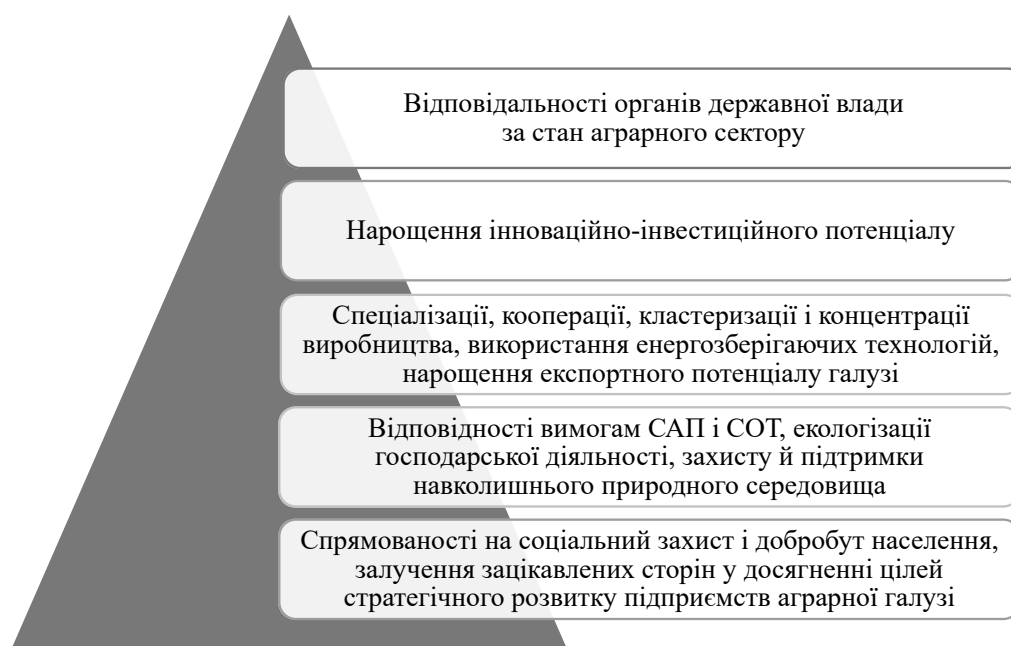 Відповідальності органів державної влади
за стан аграрного сектору
Нарощення інноваційно-інвестиційного потенціалу
Спеціалізації, кооперації, кластеризації і концентрації
виробництва, використання енергозберігаючих технологій,
нарощення експортного потенціалу галузі
Відповідності вимогам САП і СОТ, екологізації
господарської діяльності, захисту й підтримки
навколишнього природного середовища
Спрямованості на соціальний захист і добробут населення,
залучення зацікавлених сторін у досягненні цілей
стратегічного розвитку підприємств аграрної галузі